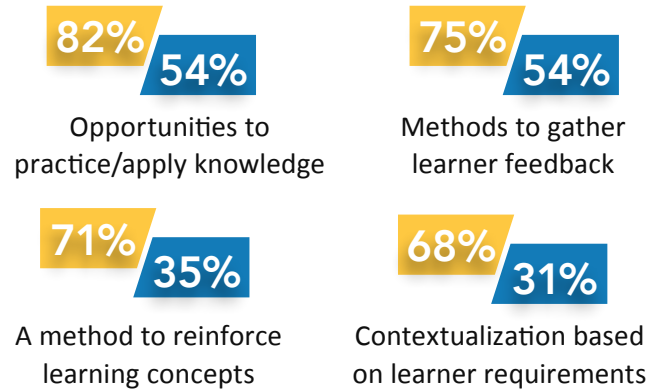 82%
54%
Opportunities to
practice/apply knowledge
75%
54%
Methods to gather
learner feedback
71%
35%
A method to reinforce
learning concepts
68%
31%
Contextualization based
on learner requirements